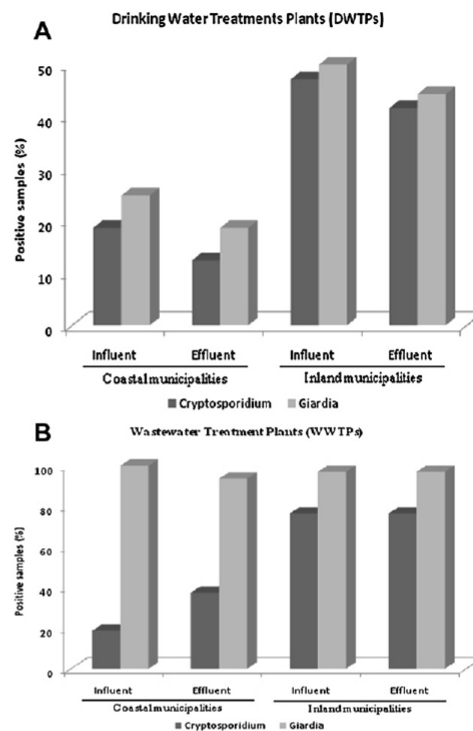 A
Drinking Water Treatments Plants (DWTPs)
Positive samples (%)
50
40
30
20
10
0
Influent Effluent Influent Effluent
Coastal municipalities Inland municipalities
Cryptosporidium Giardia
B
Wastewater Treatment Plants (WWTPs)
Positive samples (%)
100
80
60
40
20
0
Influent Effluent Influent Effluent
Coastal municipalities Inland municipalities
Cryptosporidium Giardia